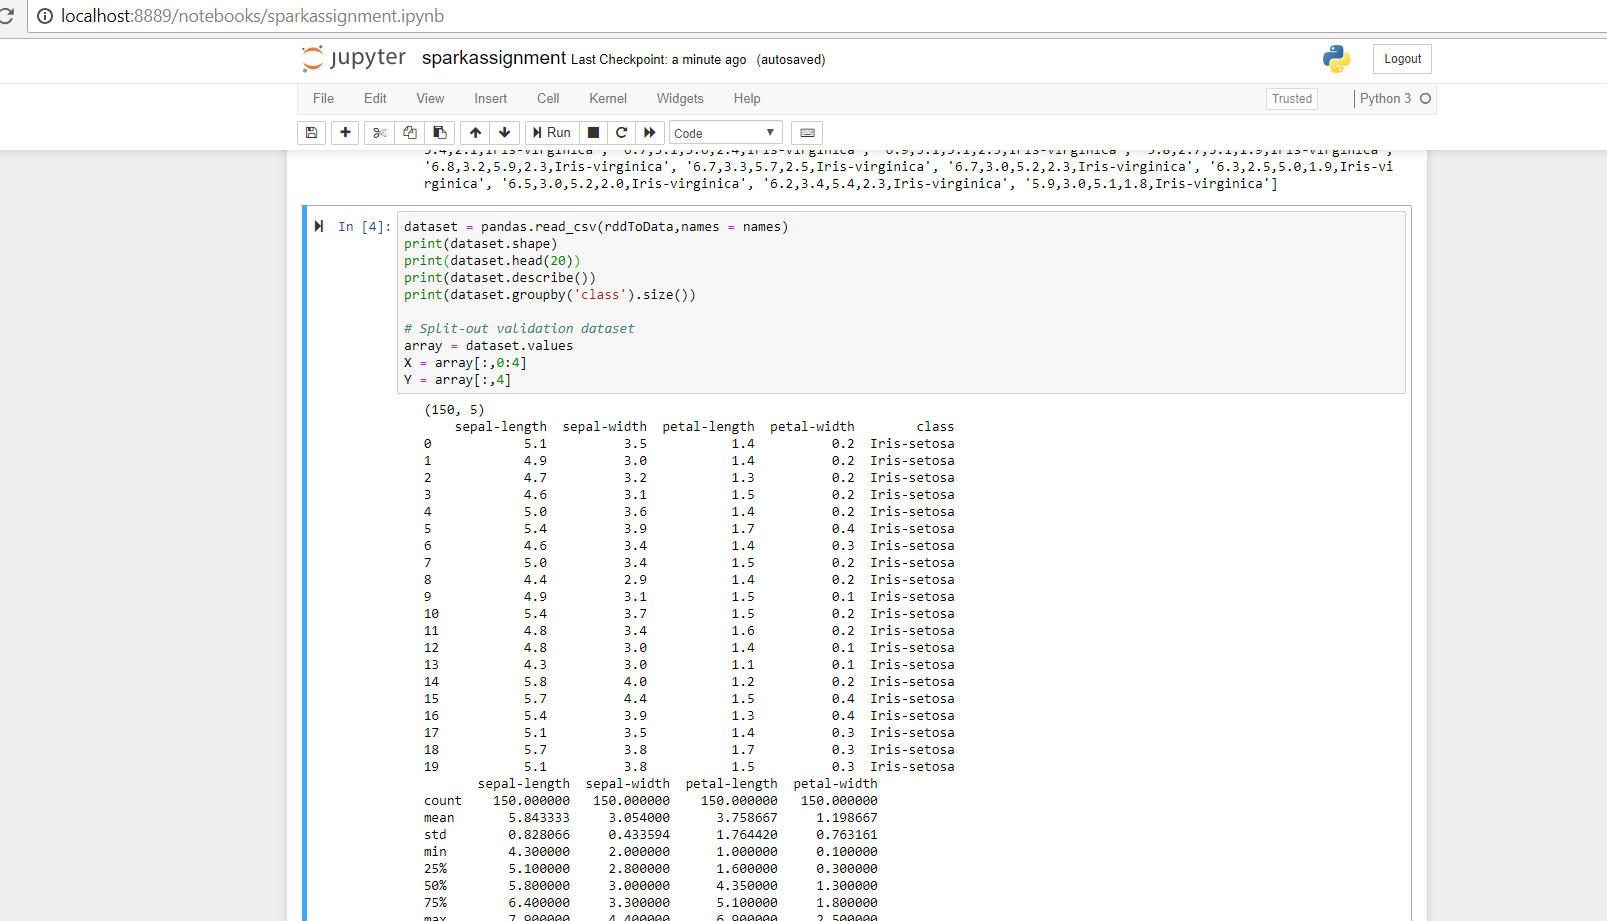 localhost:8889/notebooks/sparkassignment.ipynb
jupyter sparkassignment Last Checkpoint: a minute ago (autosaved)
Logout
File Edit View Insert Cell Kernel Widgets Help
Trusted
Python 3
Run
Code
'6.8,3.2,5.9,2.3,Iris-virginica', '6.7,3.3,5.7,2.5,Iris-virginica', '6.7,3.0,5.2,2.3,Iris-virginica', '6.3,2.5,5.0,1.9,Iris-vi
rginica', '6.5,3.0,5.2,2.0,Iris-virginica', '6.2,3.4,5.4,2.3,Iris-virginica', '5.9,3.0,5.1,1.8,Iris-virginica']
In [4]:
dataset = pandas.read_csv(rddToData,names = names)
print(dataset.shape)
print(dataset.head(20))
print(dataset.describe())
print(dataset.groupby('class').size())
# Split-out validation dataset
array = dataset.values
X = array[:,0:4]
Y = array[:,4]
(150, 5)
sepal-length sepal-width petal-length petal-width class
0 5.1 3.5 1.4 0.2 Iris-setosa
1 4.9 3.0 1.4 0.2 Iris-setosa
2 4.7 3.2 1.3 0.2 Iris-setosa
3 4.6 3.1 1.5 0.2 Iris-setosa
4 5.0 3.6 1.4 0.2 Iris-setosa
5 5.4 3.9 1.7 0.4 Iris-setosa
6 4.6 3.4 1.4 0.3 Iris-setosa
7 5.0 3.4 1.5 0.2 Iris-setosa
8 4.4 2.9 1.4 0.2 Iris-setosa
9 4.9 3.1 1.5 0.1 Iris-setosa
10 5.4 3.7 1.5 0.2 Iris-setosa
11 4.8 3.4 1.6 0.2 Iris-setosa
12 4.8 3.0 1.4 0.1 Iris-setosa
13 4.3 3.0 1.1 0.1 Iris-setosa
14 5.8 4.0 1.2 0.2 Iris-setosa
15 5.7 4.4 1.5 0.4 Iris-setosa
16 5.4 3.9 1.3 0.4 Iris-setosa
17 5.1 3.5 1.4 0.3 Iris-setosa
18 5.7 3.8 1.7 0.3 Iris-setosa
19 5.1 3.8 1.5 0.3 Iris-setosa
sepal-length sepal-width petal-length petal-width
count 150.000000 150.000000 150.000000 150.000000
mean 5.843333 3.054000 3.758667 1.198667
std 0.828066 0.433594 1.764420 0.763161
min 4.300000 2.000000 1.000000 0.100000
25% 5.100000 2.800000 1.600000 0.300000
50% 5.800000 3.000000 4.350000 1.300000
75% 6.400000 3.300000 5.100000 1.800000
max 7.900000 4.400000 6.900000 2.500000